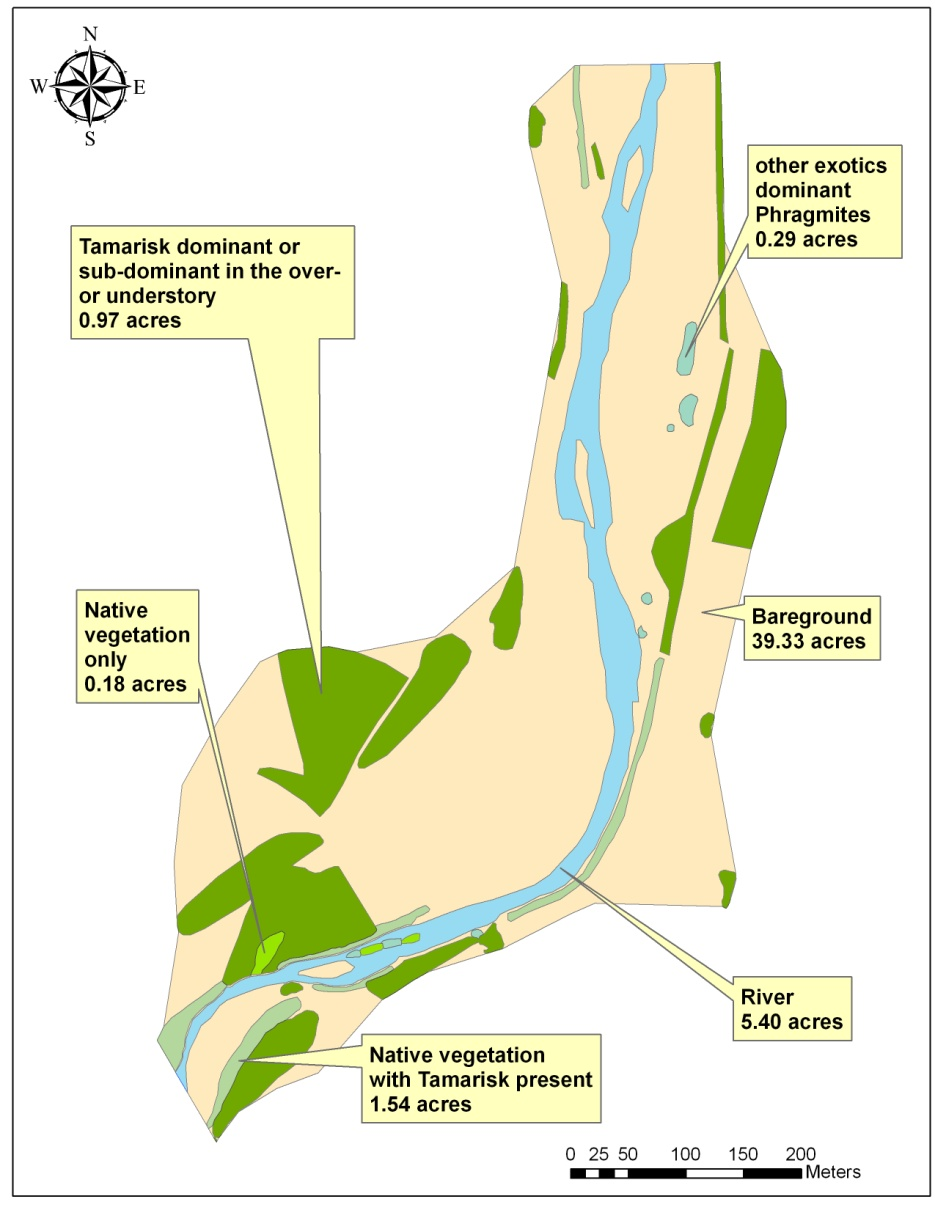 N
W E
S
other exotics
dominant
Phragmites
0.29 acres
Tamarisk dominant or
sub-dominant in the over-
or understory
0.97 acres
Native
vegetation
only
0.18 acres
Bareground
39.33 acres
River
5.40 acres
Native vegetation
with Tamarisk present
1.54 acres
0 25 50 100 150 200
Meters